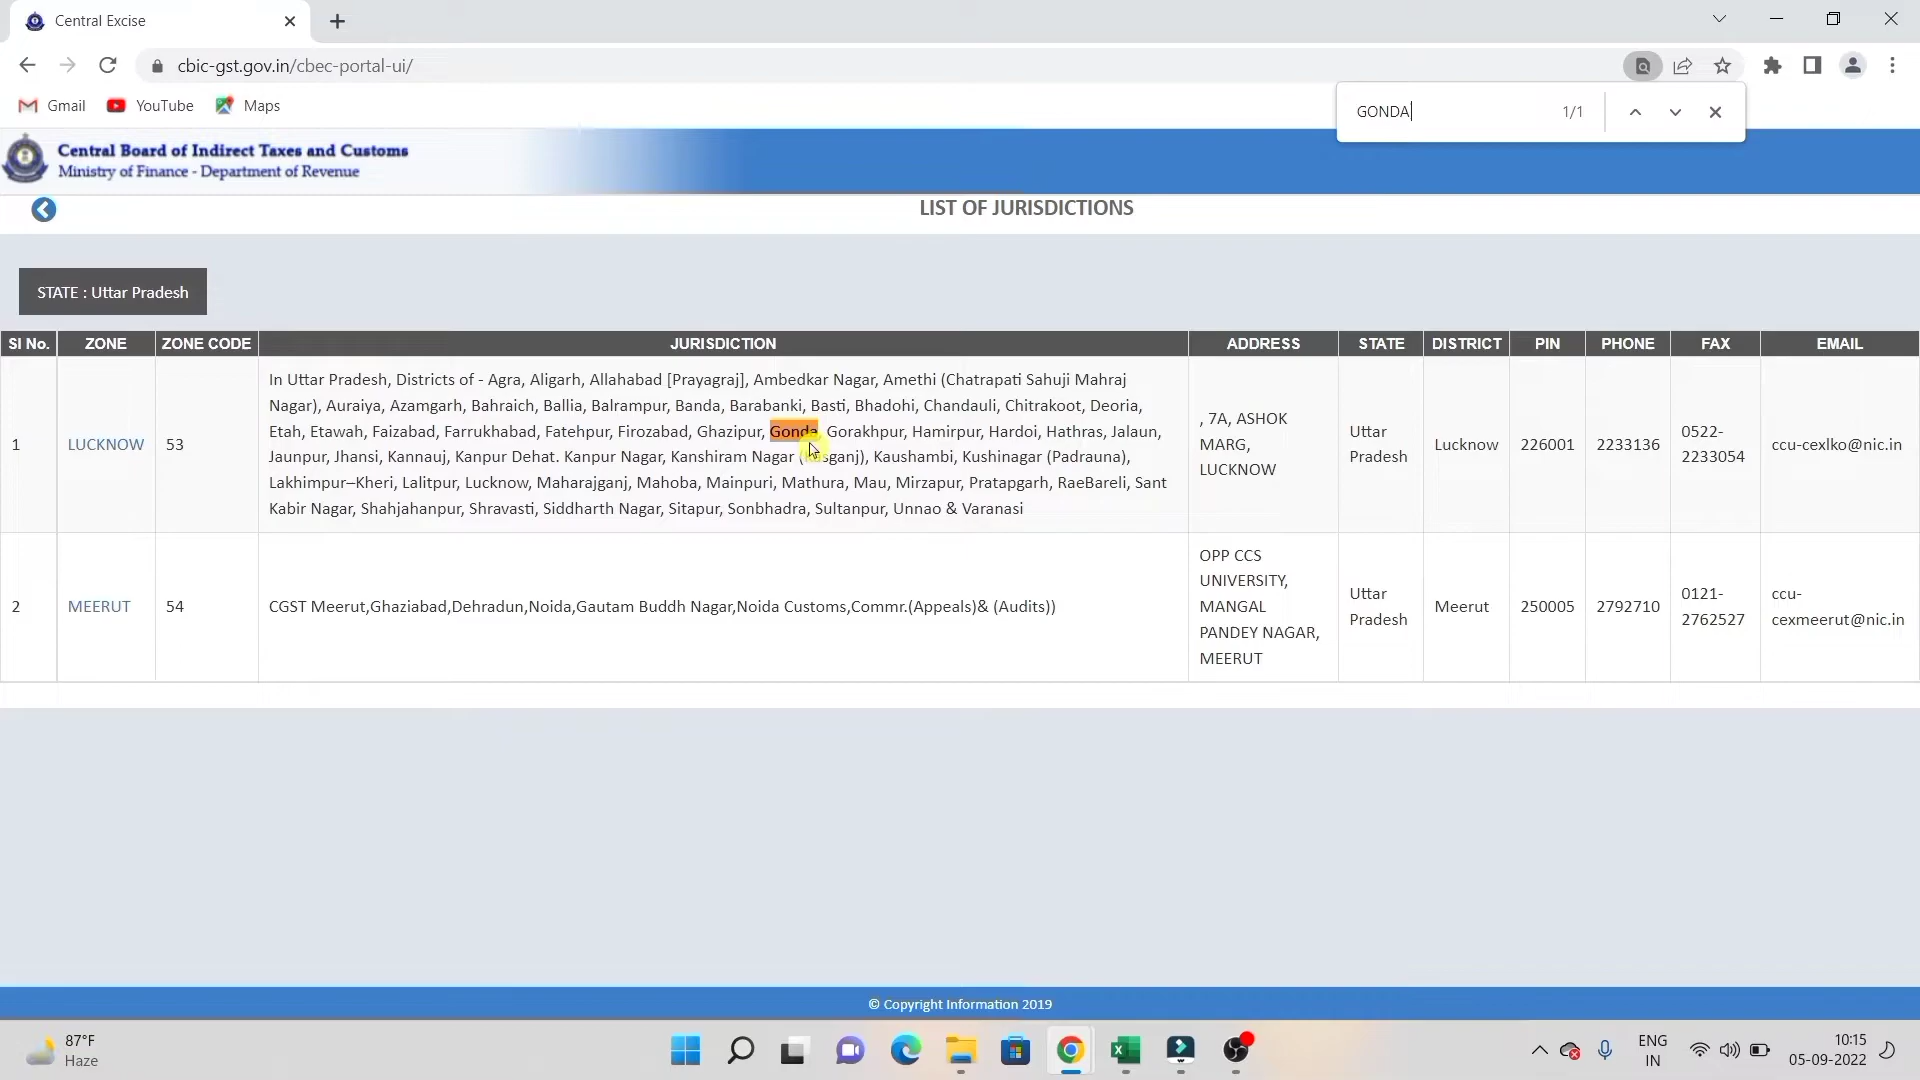 Central Excise
cbic-gst.gov.in/cbec-portal-ui/
Gmail
YouTube
Maps
GONDA
1/1
Central Board of Indirect Taxes and Customs
Ministry of Finance - Department of Revenue
LIST OF JURISDICTIONS
STATE : Uttar Pradesh
SI No. ZONE ZONE CODE JURISDICTION ADDRESS STATE DISTRICT PIN PHONE FAX EMAIL
1
LUCKNOW
53
In Uttar Pradesh, Districts of - Agra, Aligarh, Allahabad [Prayagraj], Ambedkar Nagar, Amethi (Chatrapati Sahuji Mahraj
Nagar), Auraiya, Azamgarh, Bahraich, Ballia, Balrampur, Banda, Barabanki, Basti, Bhadohi, Chandauli, Chitrakoot, Deoria,
Etah, Etawah, Faizabad, Farrukhabad, Fatehpur, Firozabad, Ghazipur, Gonda, Gorakhpur, Hamirpur, Hardoi, Hathras, Jalaun,
Jaunpur, Jhansi, Kannauj, Kanpur Dehat. Kanpur Nagar, Kanshiram Nagar Kaushambi, Kushinagar (Padrauna),
Lakhimpur–Kheri, Lalitpur, Lucknow, Maharajganj, Mahoba, Mainpuri, Mathura, Mau, Mirzapur, Pratapgarh, RaeBareli, Sant
Kabir Nagar, Shahjahanpur, Shravasti, Siddharth Nagar, Sitapur, Sonbhadra, Sultanpur, Unnao & Varanasi
, 7A, ASHOK
MARG,
LUCKNOW
Uttar
Pradesh
Lucknow
226001
2233136
0522-
2233054
ccu-cexlko@nic.in
2
MEERUT
54
CGST Meerut,Ghaziabad,Dehradun,Noida,Gautam Buddh Nagar,Noida Customs,Commr.(Appeals)& (Audits))
OPP CCS
UNIVERSITY,
MANGAL
PANDEY NAGAR,
MEERUT
Uttar
Pradesh
Meerut
250005
2792710
0121-
2762527
ccu-
cexmeerut@nic.in
© Copyright Information 2019
87°F
Haze
ENG
IN
10:15
05-09-2022